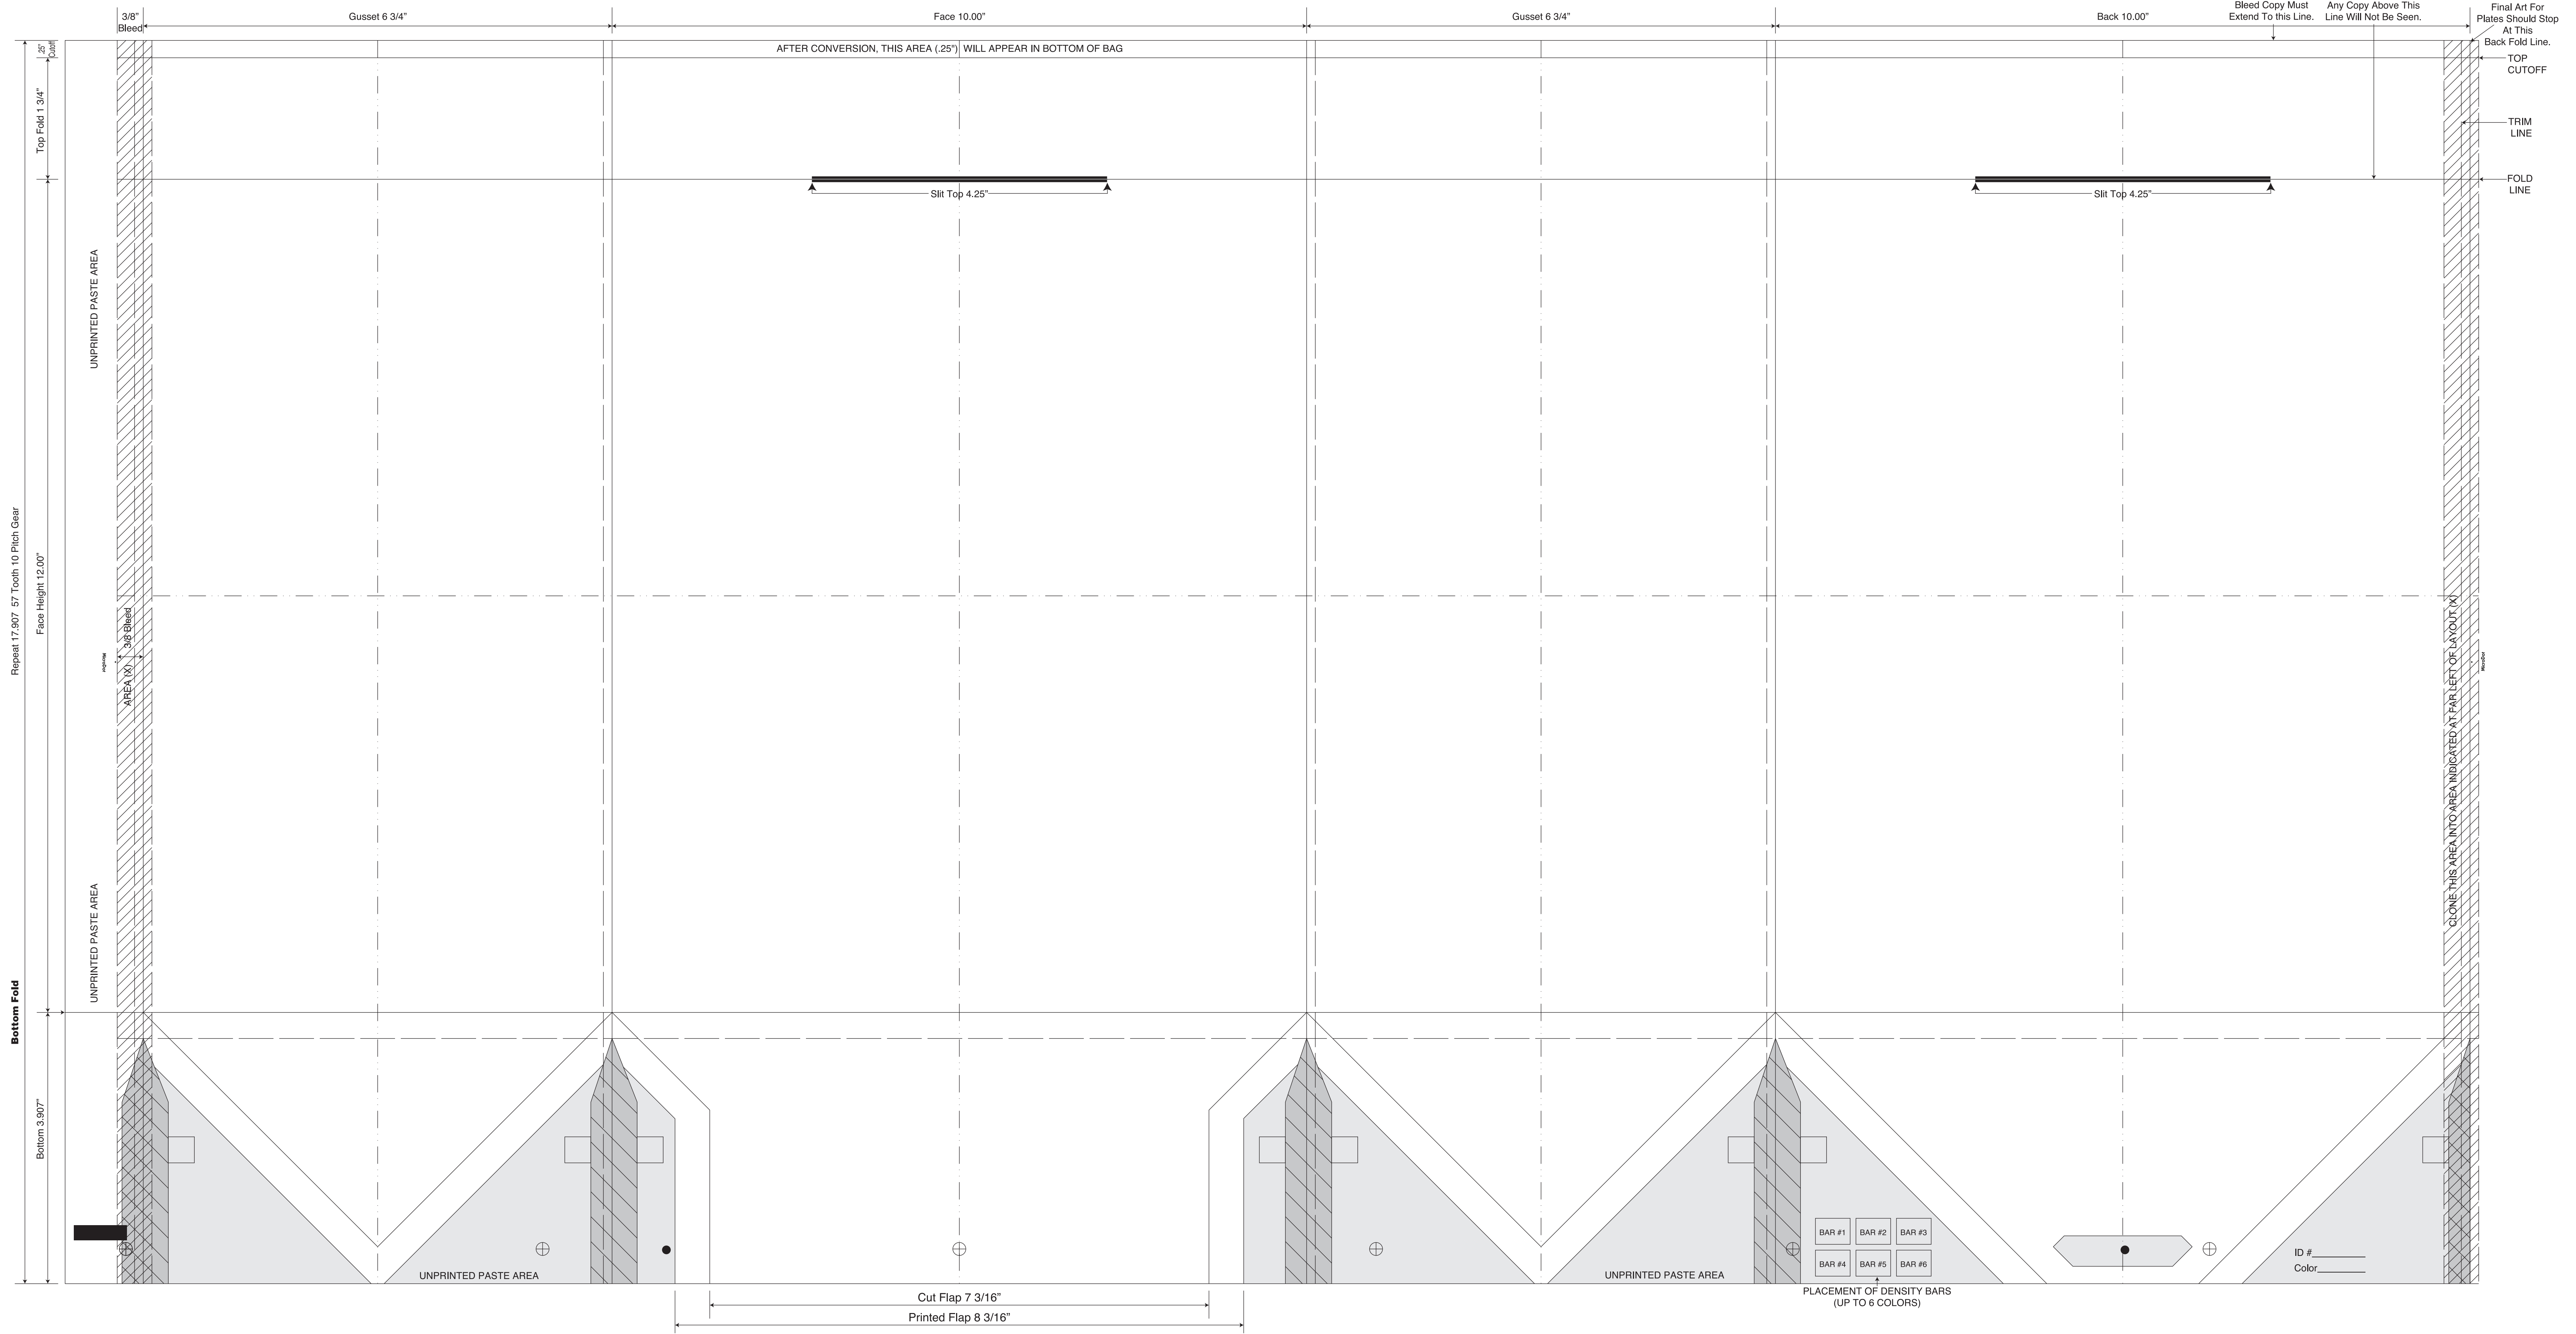 3/8"
Bleed
Gusset 6 3/4"
Face 10.00"
Gusset 6 3/4"
Back 10.00"
Bleed Copy Must
Extend To this Line.
Any Copy Above This
Line Will Not Be Seen.
Final Art For
Plates Should Stop
At This
Back Fold Line.
.25"
Cutoff
AFTER CONVERSION, THIS AREA (.25") WILL APPEAR IN BOTTOM OF BAG
TOP
CUTOFF
Top Fold 1 3/4"
TRIM
LINE
FOLD
LINE
Slit Top 4.25"
Slit Top 4.25"
UNPRINTED PASTE AREA
Repeat 17.907 57 Tooth 10 Pitch Gear
Face Height 12.00"
AREA (X) 3/8 Bleed
MicroDot
CLONE THIS AREA INTO AREA INDICATED AT FAR LEFT OF LAYOUT (X)
MicroDot
UNPRINTED PASTE AREA
Bottom Fold
Bottom 3.907"
UNPRINTED PASTE AREA
UNPRINTED PASTE AREA
BAR #1
BAR #2
BAR #3
BAR #4
BAR #5
BAR #6
PLACEMENT OF DENSITY BARS
(UP TO 6 COLORS)
ID #__________
Color_________
Cut Flap 7 3/16"
Printed Flap 8 3/16"